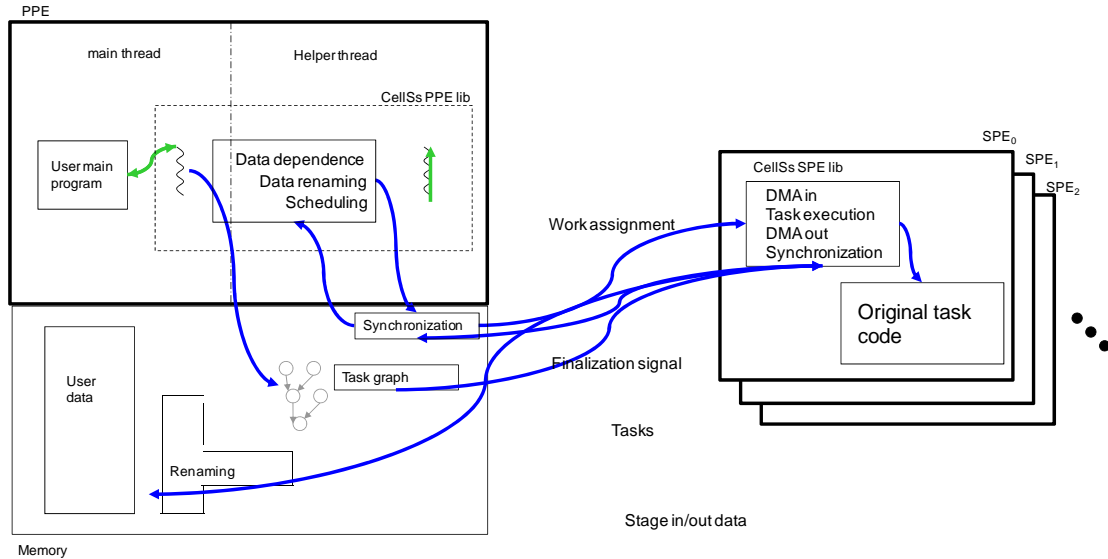 PPE
main thread
Helper thread
CellSs PPE lib
User main
program
Data dependence
Data renaming
Scheduling
SPE0
SPE1
SPE2
CellSs SPE lib
DMA in
Task execution
DMA out
Synchronization
Work assignment
Original task
code
Synchronization
Finalization signal
User
data
Task graph
Tasks
Renaming
Stage in/out data
Memory